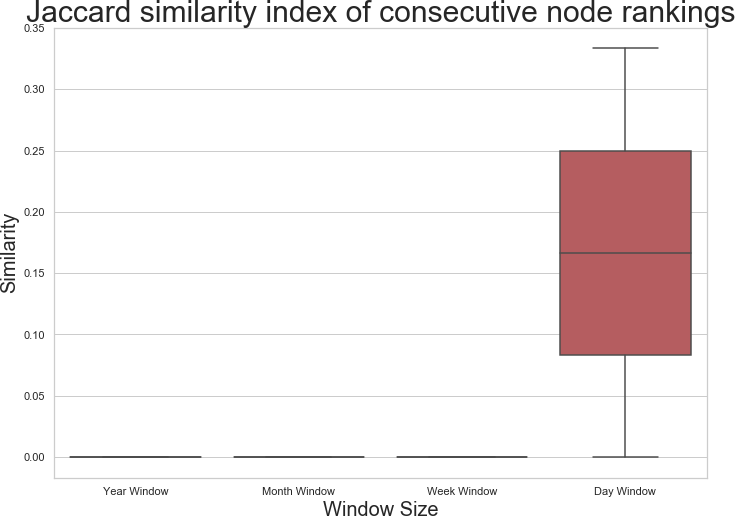 Jaccard similarity index of consecutive node rankings
0.35
0.30
0.25
0.20
0.15
0.10
0.05
0.00
Similarity
Year Window
Month Window
Week Window
Day Window
Window Size